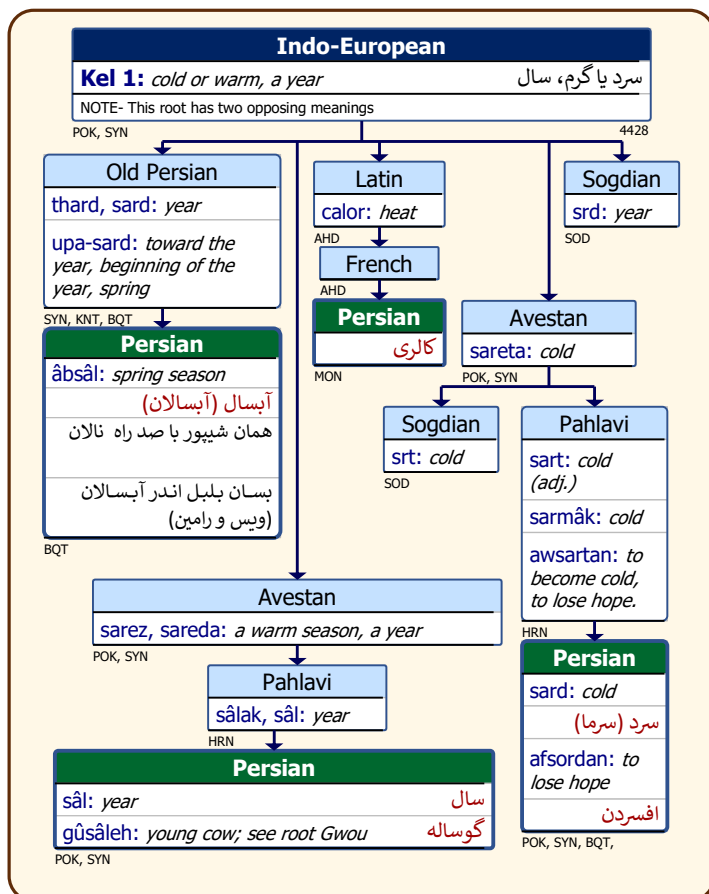 Indo-European
Kel 1: cold or warm, a year سرد یا گرم، سال
NOTE- This root has two opposing meanings
POK, SYN 4428
Old Persian
thard, sard: year
upa-sard: toward the
year, beginning of the
year, spring
SYN, KNT, BQT
Persian
âbsâl: spring season
آبسال (آبسالان)
همان شیپور با صد راه نالان
بسان بلبل اندر آبسالان
(ویس و رامین)
BQT
Latin
calor: heat
AHD
French
AHD
Persian
کالری
MON
Sogdian
srd: year
SOD
Avestan
sareta: cold
POK, SYN
Sogdian
srt: cold
SOD
Pahlavi
sart: cold
(adj.)
sarmâk: cold
awsartan: to
become cold,
to lose hope.
HRN
Persian
sard: cold
سرد (سرما)
afsordan: to
lose hope
افسردن
POK, SYN, BQT,
Avestan
sarez, sareda: a warm season, a year
POK, SYN
Pahlavi
sâlak, sâl: year
HRN
Persian
sâl: year سال
gûsâleh: young cow; see root Gwou گوساله
POK, SYN